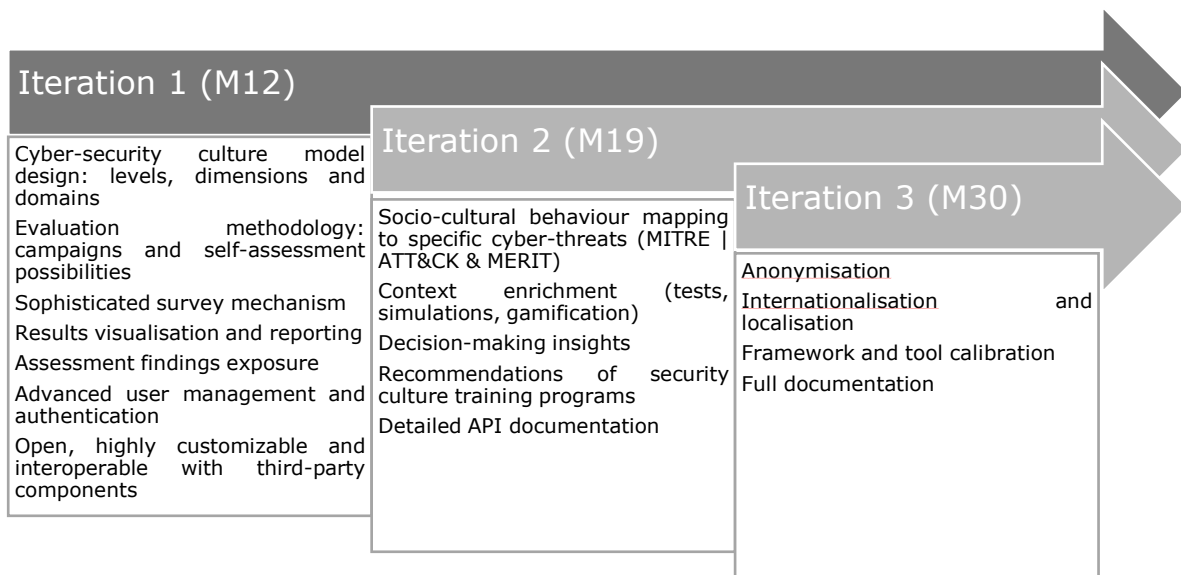 Iteration 1 (M12)
Cyber-security culture model
design: levels, dimensions and
domains
Evaluation methodology:
campaigns and self-assessment
possibilities
Sophisticated survey mechanism
Results visualisation and reporting
Assessment findings exposure
Advanced user management and
authentication
Open, highly customizable and
interoperable with third-party
components
Iteration 2 (M19)
Socio-cultural behaviour mapping
to specific cyber-threats (MITRE |
ATT&CK & MERIT)
Context enrichment (tests,
simulations, gamification)
Decision-making insights
Recommendations of security
culture training programs
Detailed API documentation
Iteration 3 (M30)
Anonymisation
Internationalisation and
localisation
Framework and tool calibration
Full documentation